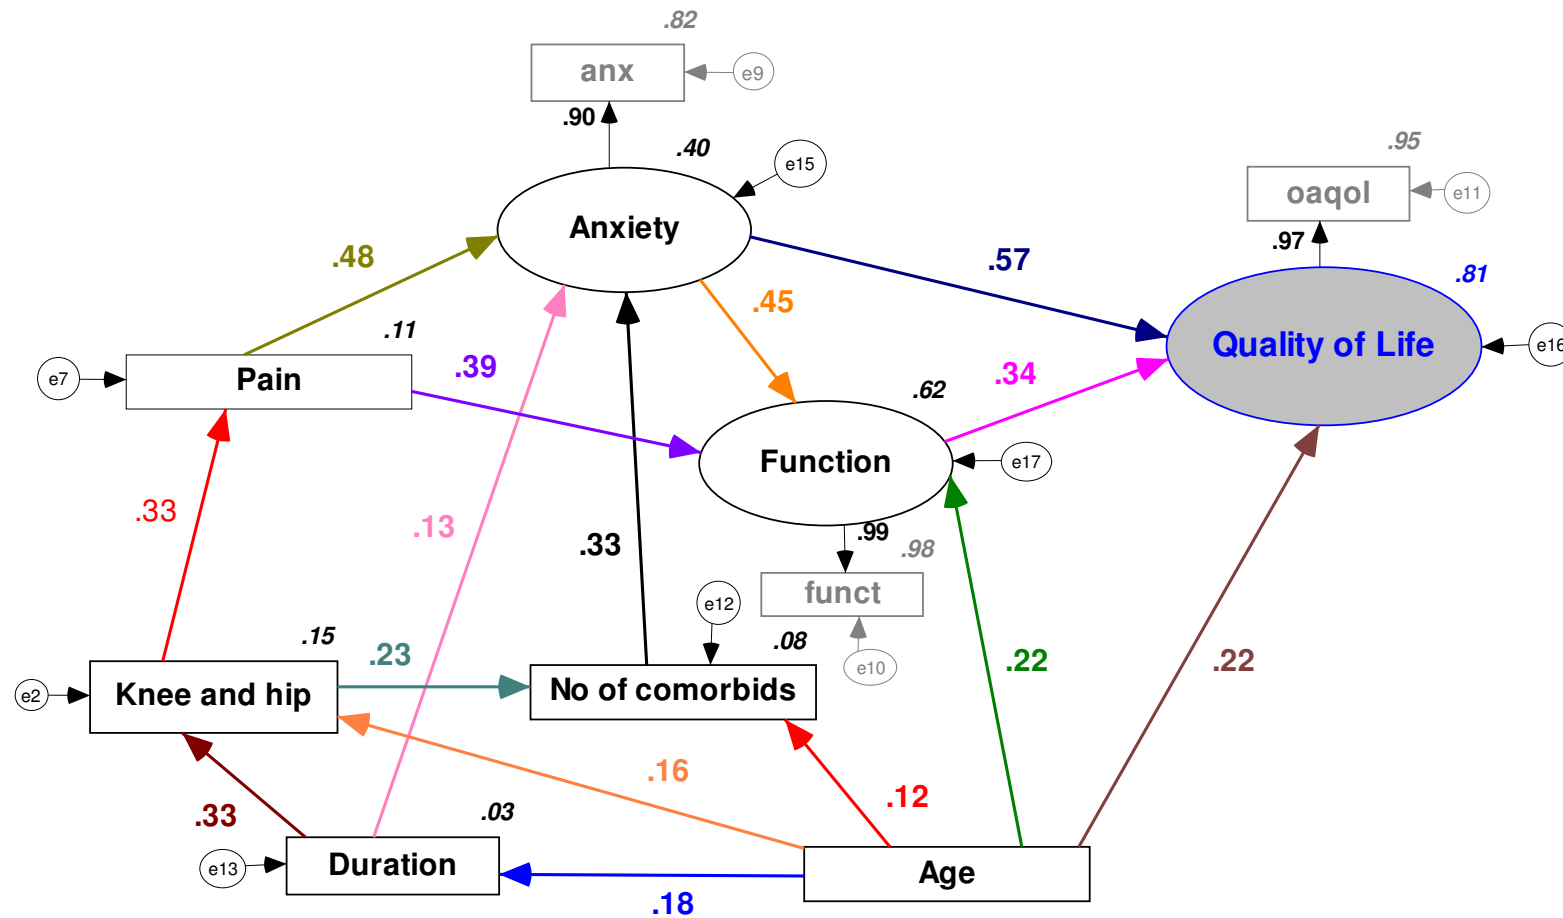 .82
anx
e9
.90
.40
e15
.95
Anxiety
oaqol
e11
.97
.48
.57
.81
.45
.11
Quality of Life
e16
e7
Pain
.39
.34
.62
Function
e17
.33
.13
.33
.99
.98
e12
funct
.15
.23
.08
.22
.22
e10
e2
Knee and hip
No of comorbids
.16
.12
.33
.03
e13
Duration
Age
.18